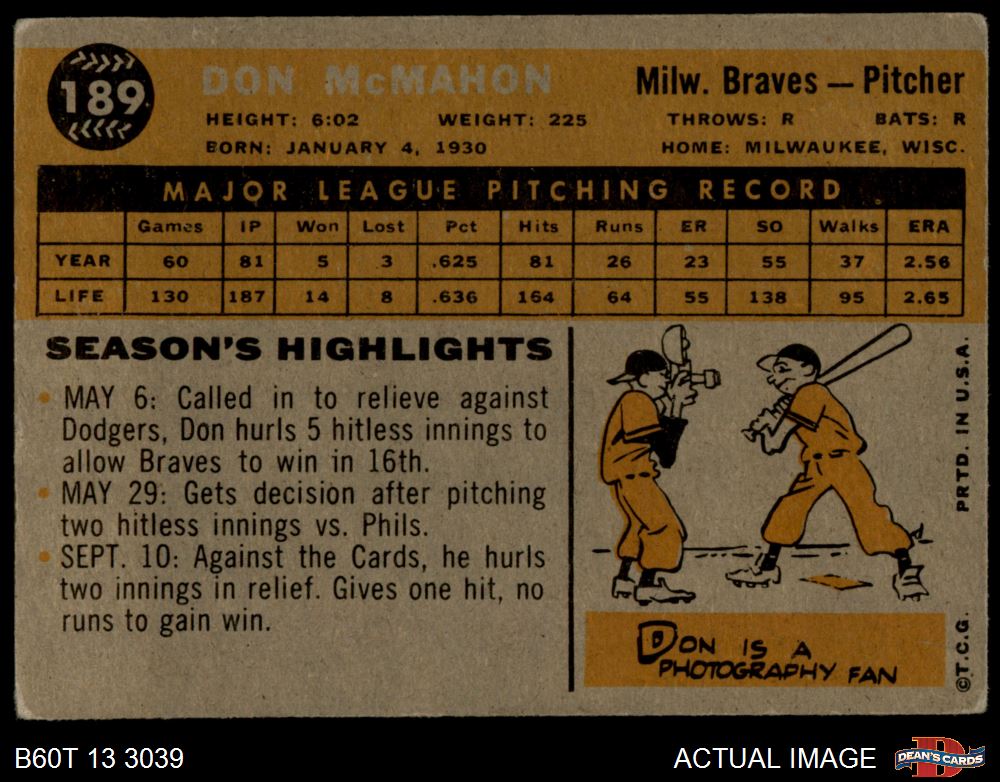 189
DON McMAHON
Milw. Braves — Pitcher
HEIGHT: 6:02 WEIGHT: 225 THROWS: R BATS: R
BORN: JANUARY 4, 1930 HOME: MILWAUKEE, WISC.
MAJOR LEAGUE PITCHING RECORD
Games IP Won Lost Pct Hits Runs ER SO Walks ERA
YEAR 60 81 5 3 .625 81 26 23 55 37 2.56
LIFE 130 187 14 8 .636 164 64 55 138 95 2.65
SEASON'S HIGHLIGHTS
• MAY 6: Called in to relieve against
Dodgers, Don hurls 5 hitless innings to
allow Braves to win in 16th.
• MAY 29: Gets decision after pitching
two hitless innings vs. Phils.
• SEPT. 10: Against the Cards, he hurls
two innings in relief. Gives one hit, no
runs to gain win.
DON IS A
PHOTOGRAPHY FAN
PRTD. IN U.S.A.
©T.C.G.
B60T 13 3039
ACTUAL IMAGE
D
DEAN'S CARDS